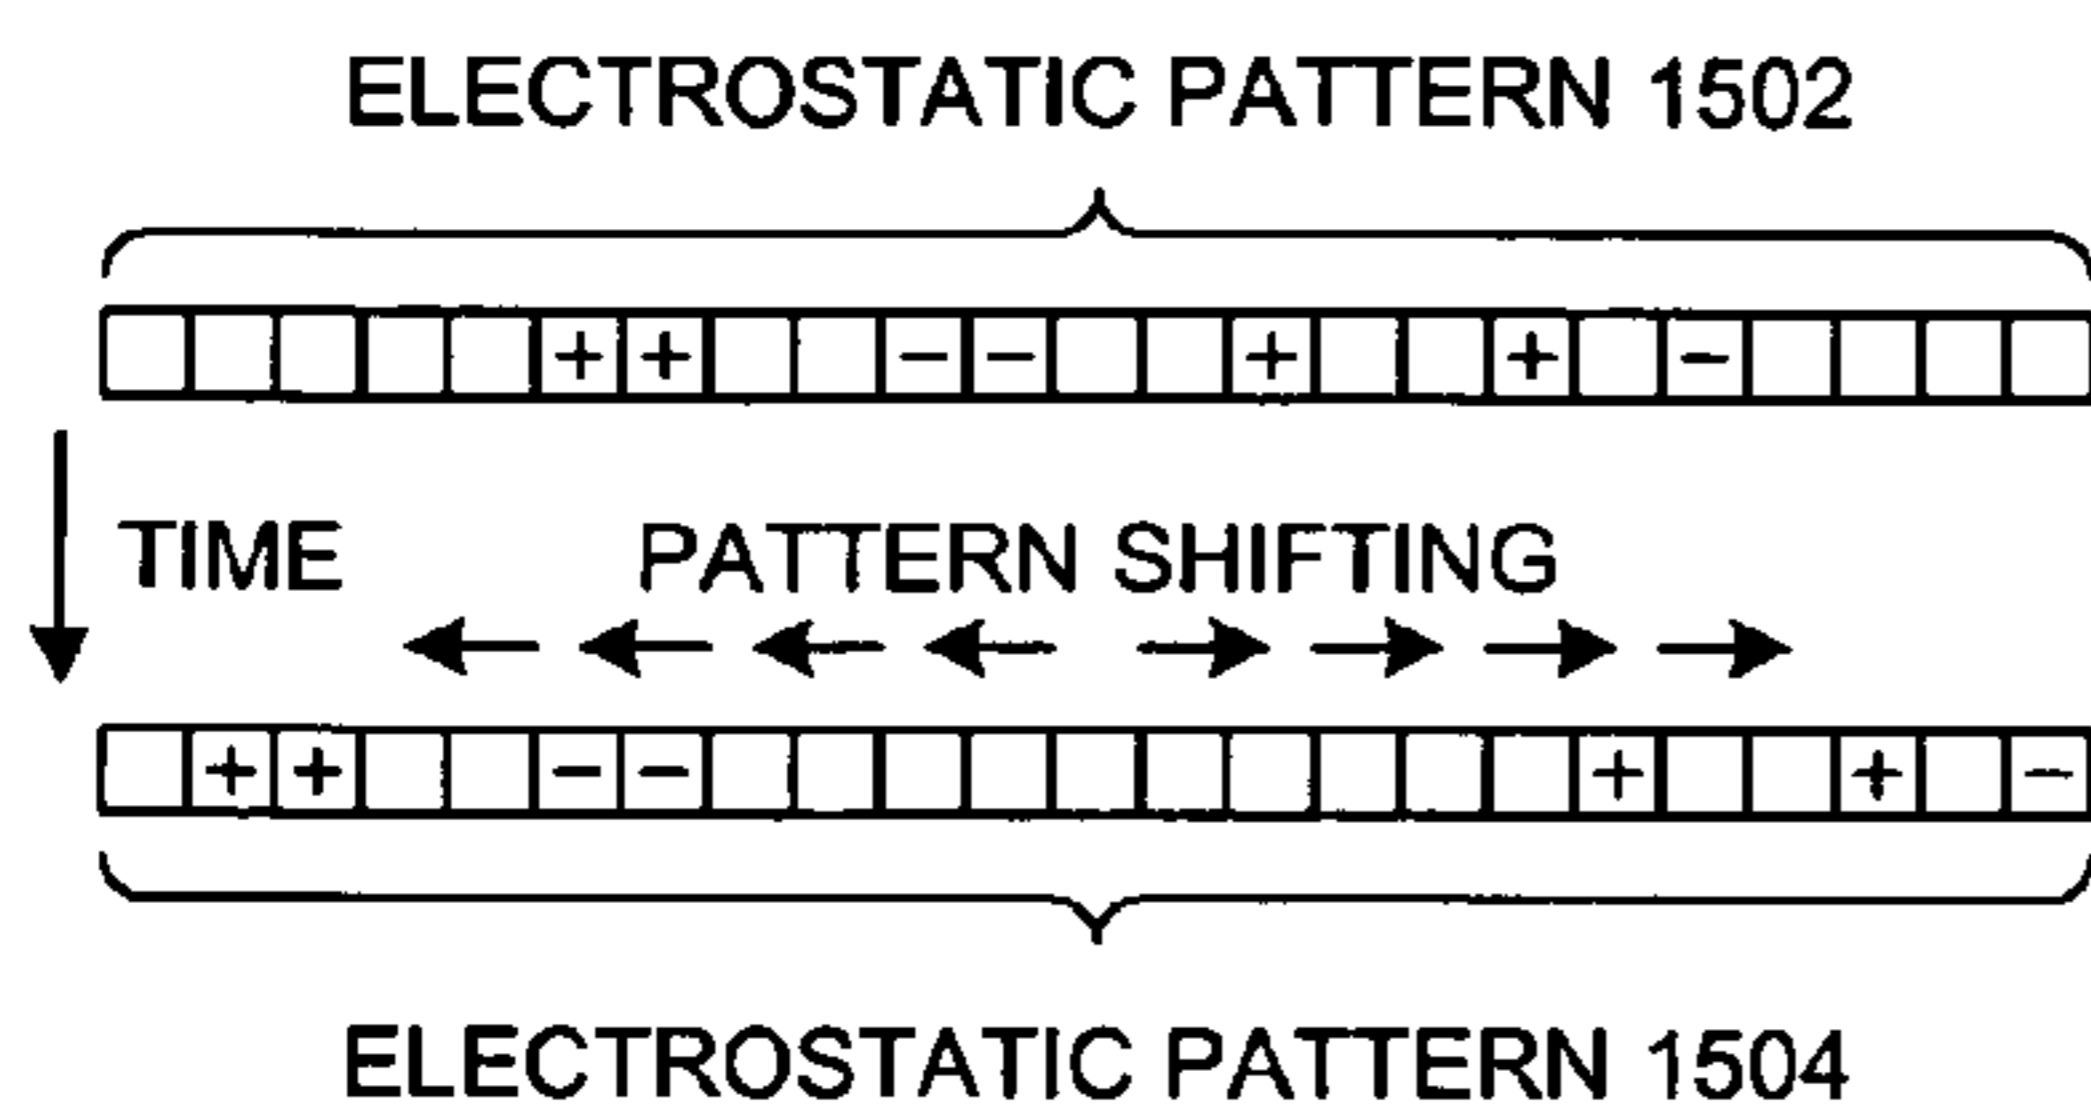 ELECTROSTATIC PATTERN 1502
+ + − − + + −
TIME PATTERN SHIFTING
+ + − − + + −
ELECTROSTATIC PATTERN 1504